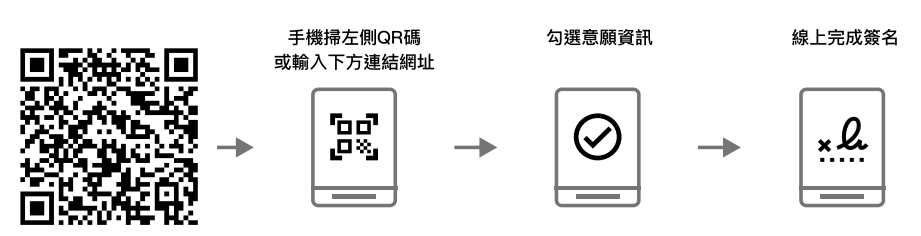 手機掃左側QR碼
或輸入下方連結網址
勾選意願資訊
線上完成簽名